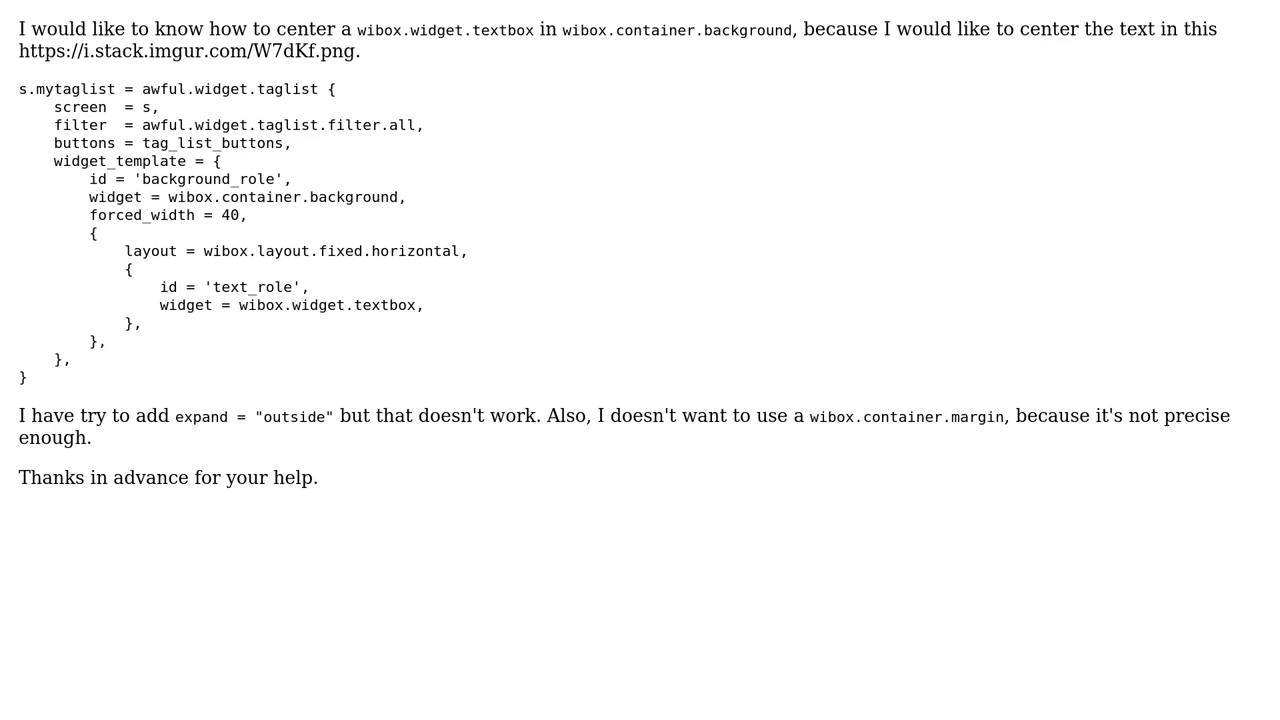 I would like to know how to center a wibox.widget.textbox in wibox.container.background, because I would like to center the text in this
https://i.stack.imgur.com/W7dKf.png.
s.mytaglist = awful.widget.taglist {
    screen  = s,
    filter  = awful.widget.taglist.filter.all,
    buttons = tag_list_buttons,
    widget_template = {
        id = 'background_role',
        widget = wibox.container.background,
        forced_width = 40,
        {
            layout = wibox.layout.fixed.horizontal,
            {
                id = 'text_role',
                widget = wibox.widget.textbox,
            },
        },
    },
}
I have try to add expand = "outside" but that doesn't work. Also, I doesn't want to use a wibox.container.margin, because it's not precise
enough.
Thanks in advance for your help.